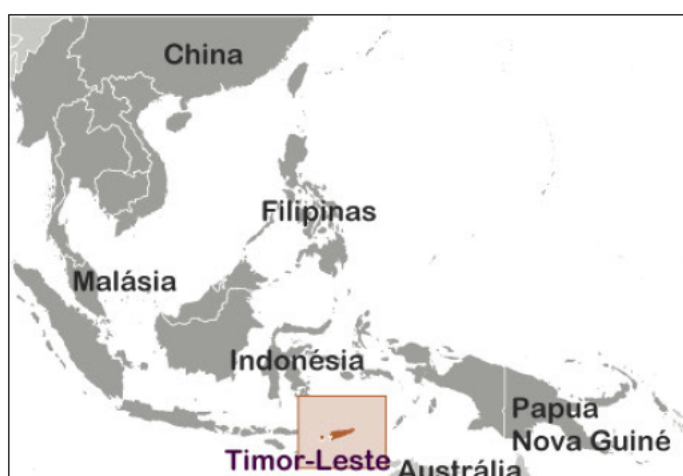 China
Filipinas
Malásia
Indonésia
Papua
Nova Guiné
Timor-Leste
Austrália